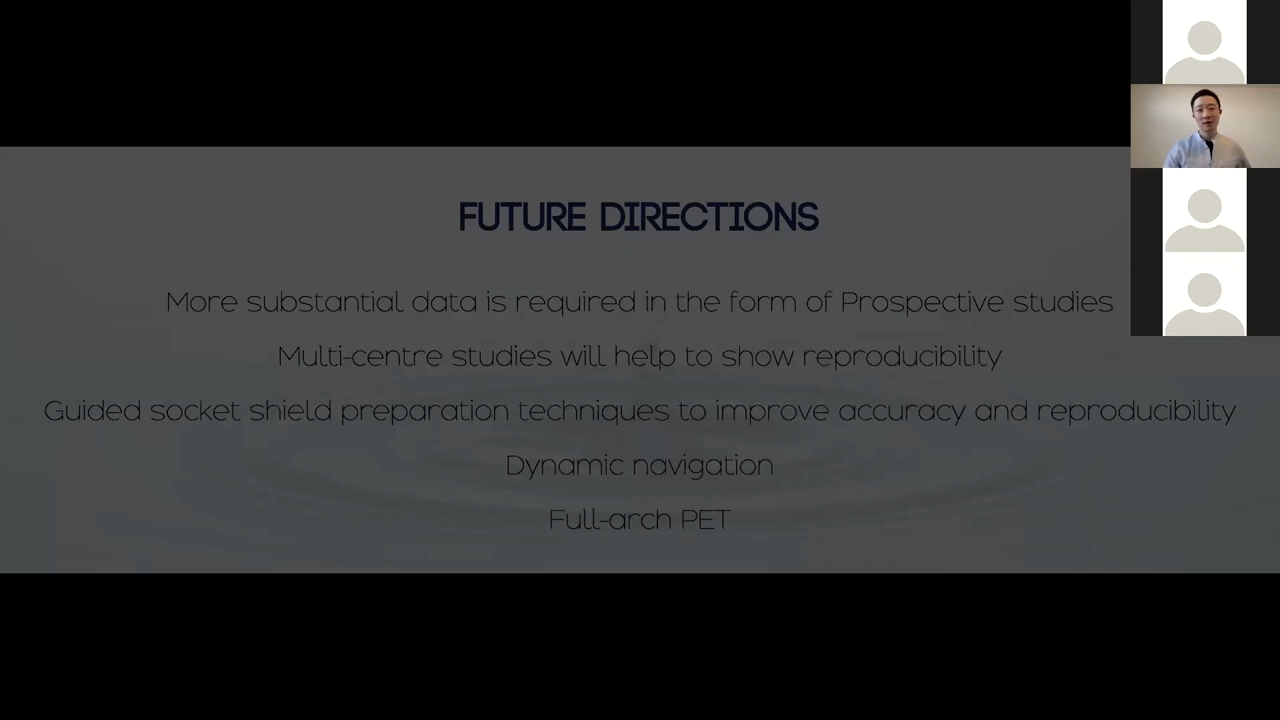 FUTURE DIRECTIONS
More substantial data is required in the form of Prospective studies
Multi-centre studies will help to show reproducibility
Guided socket shield preparation techniques to improve accuracy and reproducibility
Dynamic navigation
Full-arch PET